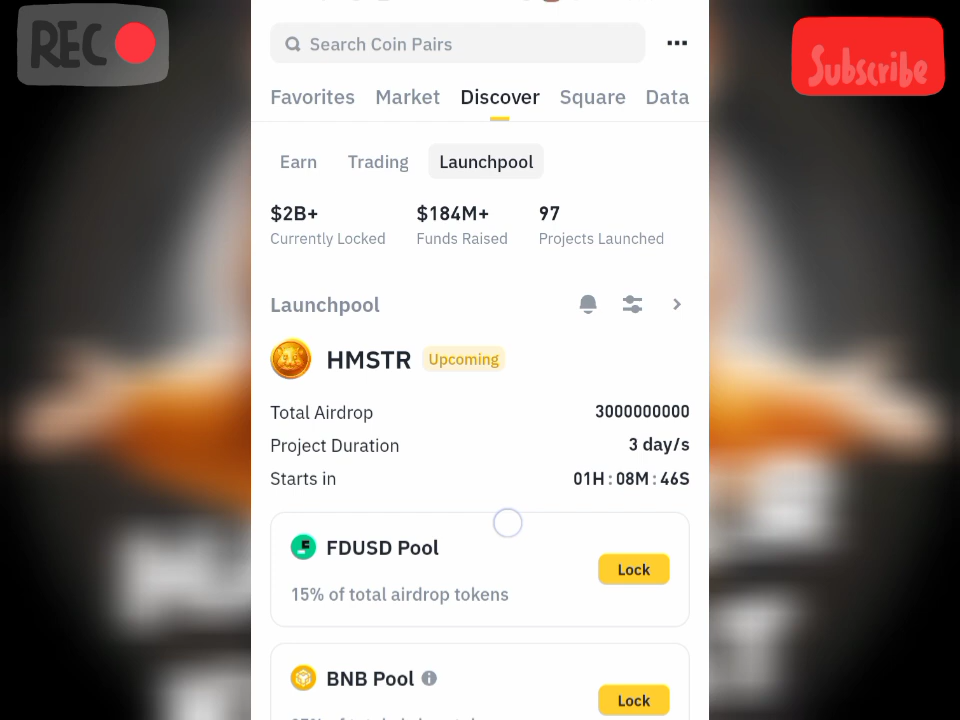 REC
Subscribe
Search Coin Pairs
Favorites Market Discover Square Data
Earn Trading Launchpool
$2B+ $184M+ 97
Currently Locked Funds Raised Projects Launched
Launchpool
HMSTR Upcoming
Total Airdrop 3000000000
Project Duration 3 day/s
Starts in 01H : 08M : 46S
FDUSD Pool
Lock
15% of total airdrop tokens
BNB Pool
Lock